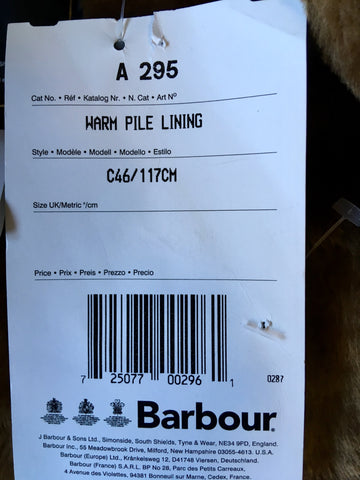 A 295
Cat No. • Réf • Katalog Nr. • N. Cat • Art Nº
WARM PILE LINING
Style • Modèle • Modell • Modello • Estilo
C46/117CM
Size UK/Metric "/cm
Price • Prix • Preis • Prezzo • Precio
7 25077 00296 1
0287
Barbour
J Barbour & Sons Ltd., Simonside, South Shields, Tyne & Wear, NE34 9PD, England.
Barbour Inc., 55 Meadowbrook Drive, Milford, New Hampshire 03055-4613. U.S.A.
Barbour (Europe) Ltd., Kränkelsweg 12, D41748 Viersen, Deutschland.
Barbour (France) S.A.R.L. BP No 28, Parc des Petits Carreaux,
4 Avenue des Violettes, 94381 Bonneuil sur Marne, Cedex, France.